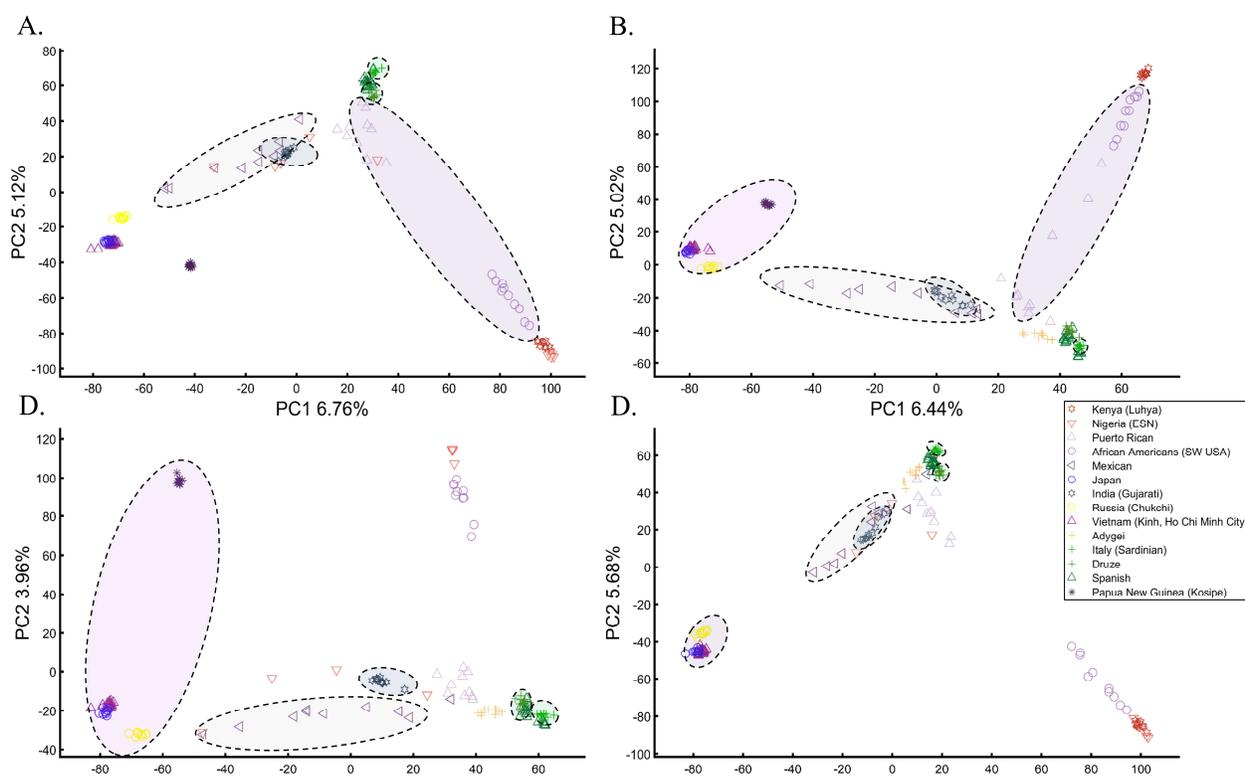 A.
B.
80
60
40
20
0
-20
-40
-60
-80
-100
PC2 5.12%
-80 -60 -40 -20 0 20 40 60 80 100
PC1 6.76%
120
100
80
60
40
20
0
-20
-40
-60
PC2 5.02%
-80 -60 -40 -20 0 20 40 60
PC1 6.44%
D.
D.
120
100
80
60
40
20
0
-20
-40
PC2 3.96%
-80 -60 -40 -20 0 20 40 60
60
40
20
0
-20
-40
-60
-80
-100
PC2 5.68%
-80 -60 -40 -20 0 20 40 60 80 100
Kenya (Luhya)
Nigeria (ESN)
Puerto Rican
African Americans (SW USA)
Mexican
Japan
India (Gujarati)
Russia (Chukchi)
Vietnam (Kinh, Ho Chi Minh City
Adygei
Italy (Sardinian)
Druze
Spanish
Papua New Guinea (Kosipe)